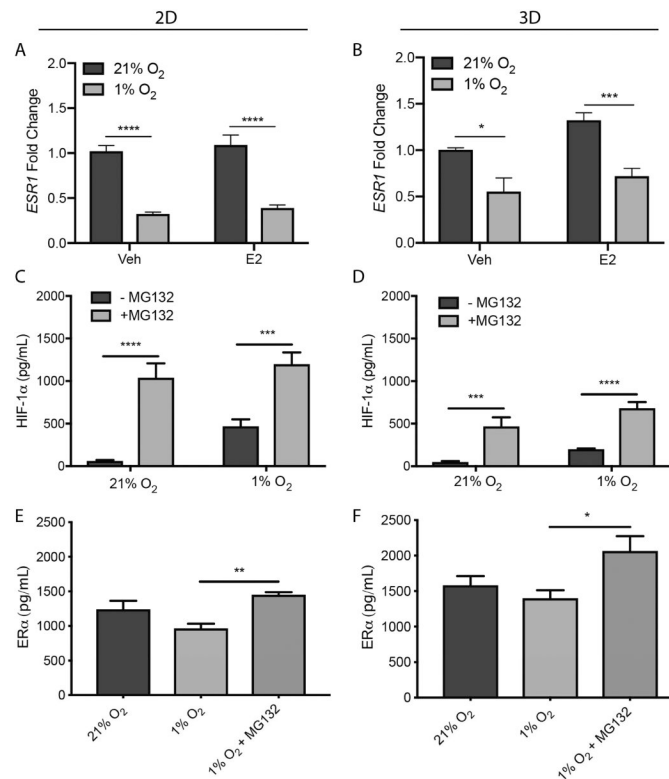 2D
3D
A
21% O2
1% O2
ESR1 Fold Change
2.0
1.5
1.0
0.5
0.0
****
****
Veh
E2
B
21% O2
1% O2
ESR1 Fold Change
2.0
1.5
1.0
0.5
0.0
*
***
Veh
E2
C
- MG132
+MG132
HIF-1α (pg/mL)
2000
1500
1000
500
0
****
***
21% O2
1% O2
D
- MG132
+MG132
HIF-1α (pg/mL)
2000
1500
1000
500
0
***
****
21% O2
1% O2
E
ERα (pg/mL)
2500
2000
1500
1000
500
0
**
21% O2
1% O2
1% O2 + MG132
F
ERα (pg/mL)
2500
2000
1500
1000
500
0
*
21% O2
1% O2
1% O2 + MG132